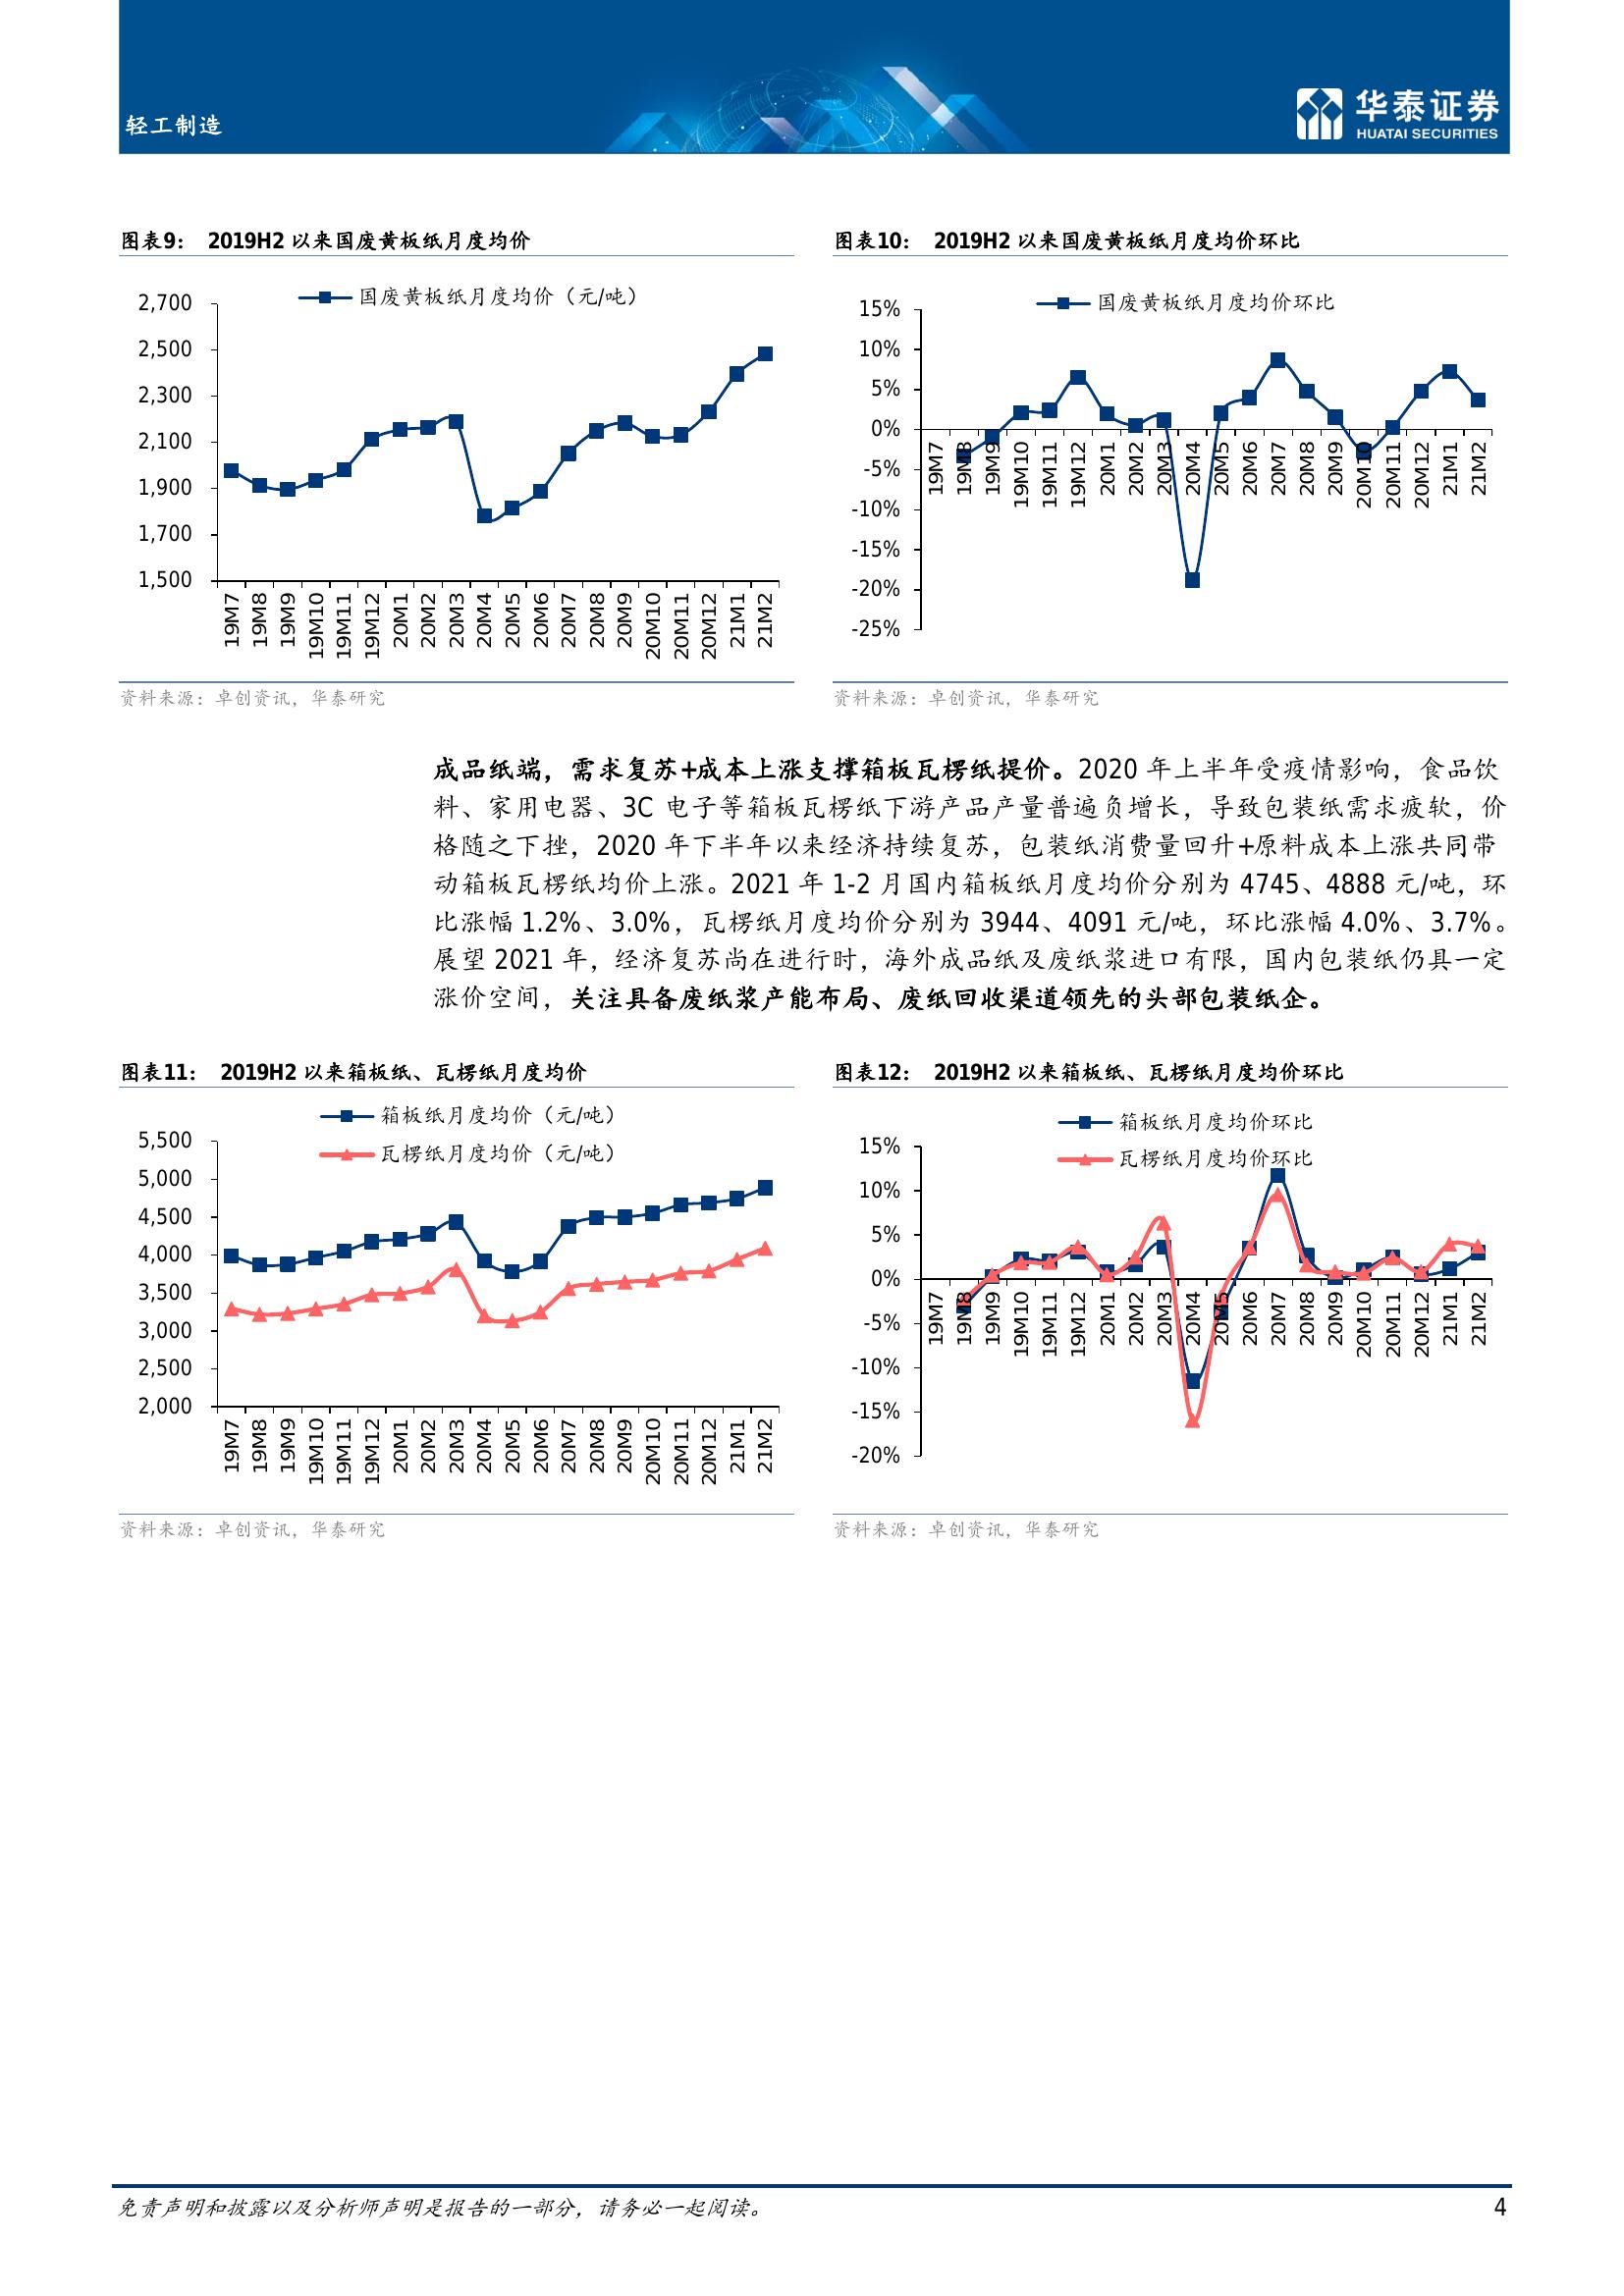 轻工制造
华泰证券
HUATAI SECURITIES
图表9： 2019H2 以来国废黄板纸月度均价
国废黄板纸月度均价（元/吨）
2,700
2,500
2,300
2,100
1,900
1,700
1,500
19M7 19M8 19M9 19M10 19M11 19M12 20M1 20M2 20M3 20M4 20M5 20M6 20M7 20M8 20M9 20M10 20M11 20M12 21M1 21M2
资料来源：卓创资讯，华泰研究
图表10： 2019H2 以来国废黄板纸月度均价环比
国废黄板纸月度均价环比
15%
10%
5%
0%
-5%
-10%
-15%
-20%
-25%
19M7 19M8 19M9 19M10 19M11 19M12 20M1 20M2 20M3 20M4 20M5 20M6 20M7 20M8 20M9 20M10 20M11 20M12 21M1 21M2
资料来源：卓创资讯，华泰研究
成品纸端，需求复苏+成本上涨支撑箱板瓦楞纸提价。2020 年上半年受疫情影响，食品饮
料、家用电器、3C 电子等箱板瓦楞纸下游产品产量普遍负增长，导致包装纸需求疲软，价
格随之下挫，2020 年下半年以来经济持续复苏，包装纸消费量回升+原料成本上涨共同带
动箱板瓦楞纸均价上涨。2021 年 1-2 月国内箱板纸月度均价分别为 4745、4888 元/吨，环
比涨幅 1.2%、3.0%，瓦楞纸月度均价分别为 3944、4091 元/吨，环比涨幅 4.0%、3.7%。
展望 2021 年，经济复苏尚在进行时，海外成品纸及废纸浆进口有限，国内包装纸仍具一定
涨价空间，关注具备废纸浆产能布局、废纸回收渠道领先的头部包装纸企。
图表11： 2019H2 以来箱板纸、瓦楞纸月度均价
箱板纸月度均价（元/吨）
瓦楞纸月度均价（元/吨）
5,500
5,000
4,500
4,000
3,500
3,000
2,500
2,000
19M7 19M8 19M9 19M10 19M11 19M12 20M1 20M2 20M3 20M4 20M5 20M6 20M7 20M8 20M9 20M10 20M11 20M12 21M1 21M2
资料来源：卓创资讯，华泰研究
图表12： 2019H2 以来箱板纸、瓦楞纸月度均价环比
箱板纸月度均价环比
瓦楞纸月度均价环比
15%
10%
5%
0%
-5%
-10%
-15%
-20%
19M7 19M8 19M9 19M10 19M11 19M12 20M1 20M2 20M3 20M4 20M5 20M6 20M7 20M8 20M9 20M10 20M11 20M12 21M1 21M2
资料来源：卓创资讯，华泰研究
免责声明和披露以及分析师声明是报告的一部分，请务必一起阅读。
4